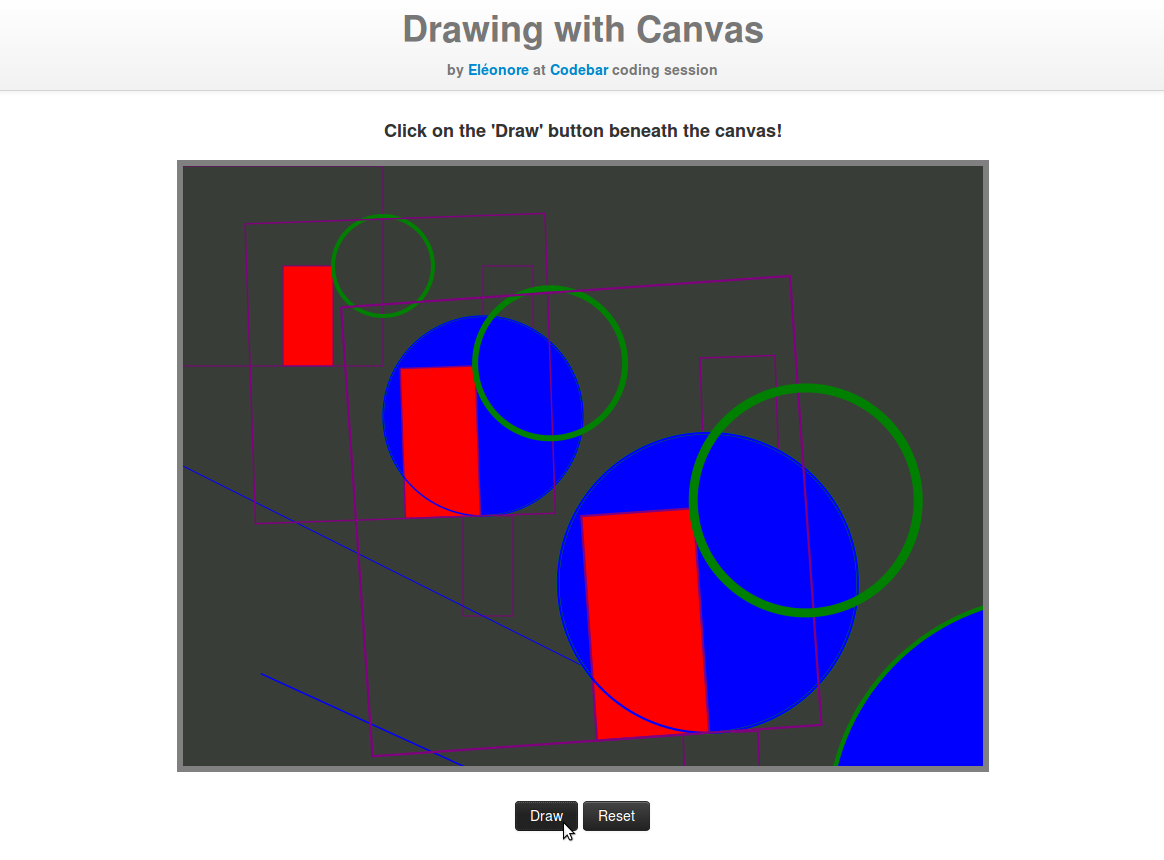 Drawing with Canvas
by Eléonore at Codebar coding session
Click on the 'Draw' button beneath the canvas!
Draw Reset